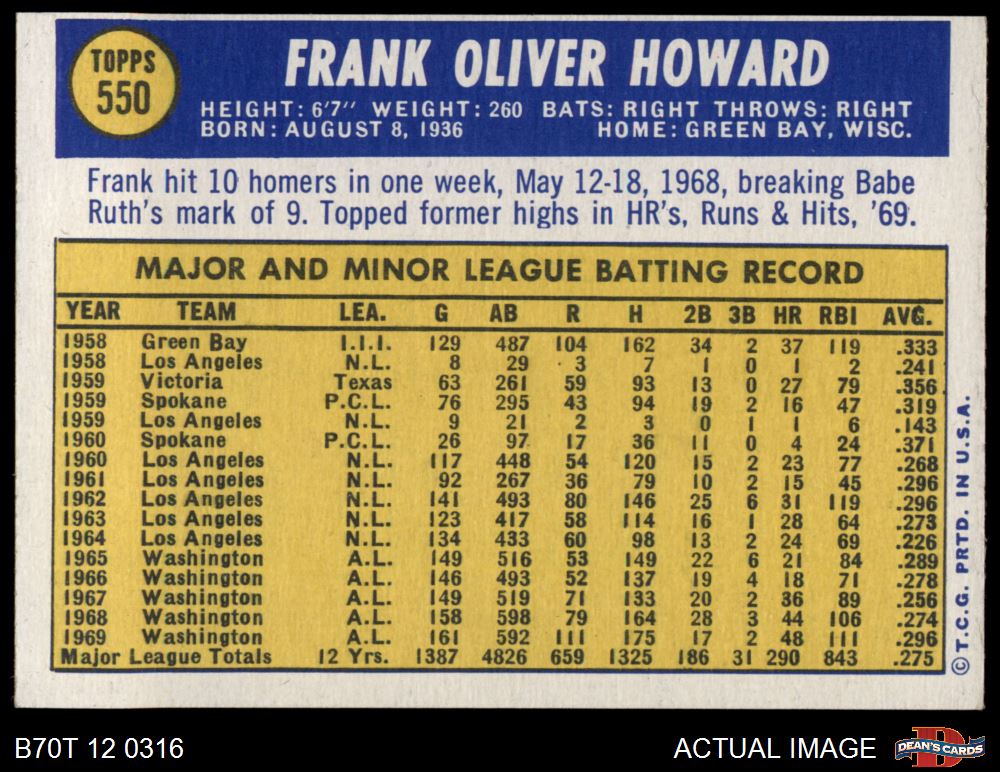 TOPPS
550
FRANK OLIVER HOWARD
HEIGHT: 6'7" WEIGHT: 260 BATS: RIGHT THROWS: RIGHT
BORN: AUGUST 8, 1936 HOME: GREEN BAY, WISC.
Frank hit 10 homers in one week, May 12-18, 1968, breaking Babe
Ruth's mark of 9. Topped former highs in HR's, Runs & Hits, '69.
MAJOR AND MINOR LEAGUE BATTING RECORD
YEAR TEAM LEA. G AB R H 2B 3B HR RBI AVG.
1958 Green Bay I.I.I. 129 487 104 162 34 2 37 119 .333
1958 Los Angeles N.L. 8 29 3 7 1 0 1 2 .241
1959 Victoria Texas 63 261 59 93 13 0 27 79 .356
1959 Spokane P.C.L. 76 295 43 94 19 2 16 47 .319
1959 Los Angeles N.L. 9 21 2 3 0 1 1 6 .143
1960 Spokane P.C.L. 26 97 17 36 11 0 4 24 .371
1960 Los Angeles N.L. 117 448 54 120 15 2 23 77 .268
1961 Los Angeles N.L. 92 267 36 79 10 2 15 45 .296
1962 Los Angeles N.L. 141 493 80 146 25 6 31 119 .296
1963 Los Angeles N.L. 123 417 58 114 16 1 28 64 .273
1964 Los Angeles N.L. 134 433 60 98 13 2 24 69 .226
1965 Washington A.L. 149 516 53 149 22 6 21 84 .289
1966 Washington A.L. 146 493 52 137 19 4 18 71 .278
1967 Washington A.L. 149 519 71 133 20 2 36 89 .256
1968 Washington A.L. 158 598 79 164 28 3 44 106 .274
1969 Washington A.L. 161 592 111 175 17 2 48 111 .296
Major League Totals 12 Yrs. 1387 4826 659 1325 186 31 290 843 .275
©T.C.G. PRTD. IN U.S.A.
B70T 12 0316 ACTUAL IMAGE
D
DEAN'S CARDS